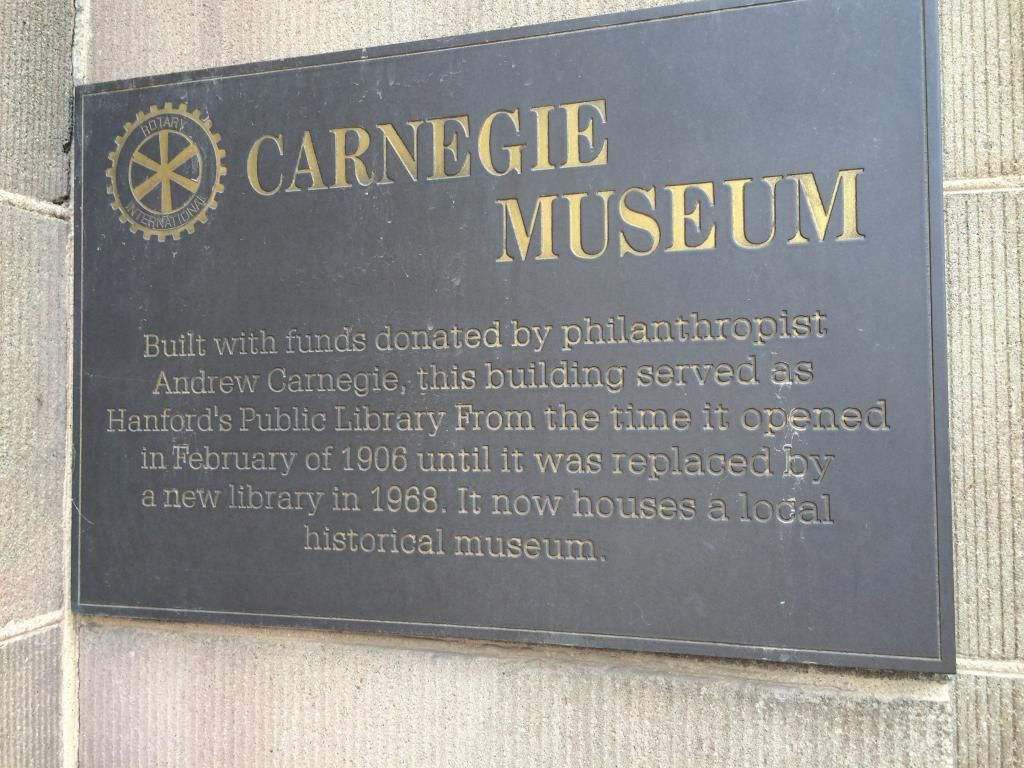 ROTARY
INTERNATIONAL
CARNEGIE
MUSEUM
Built with funds donated by philanthropist
Andrew Carnegie, this building served as
Hanford's Public Library From the time it opened
in February of 1906 until it was replaced by
a new library in 1968. It now houses a local
historical museum.